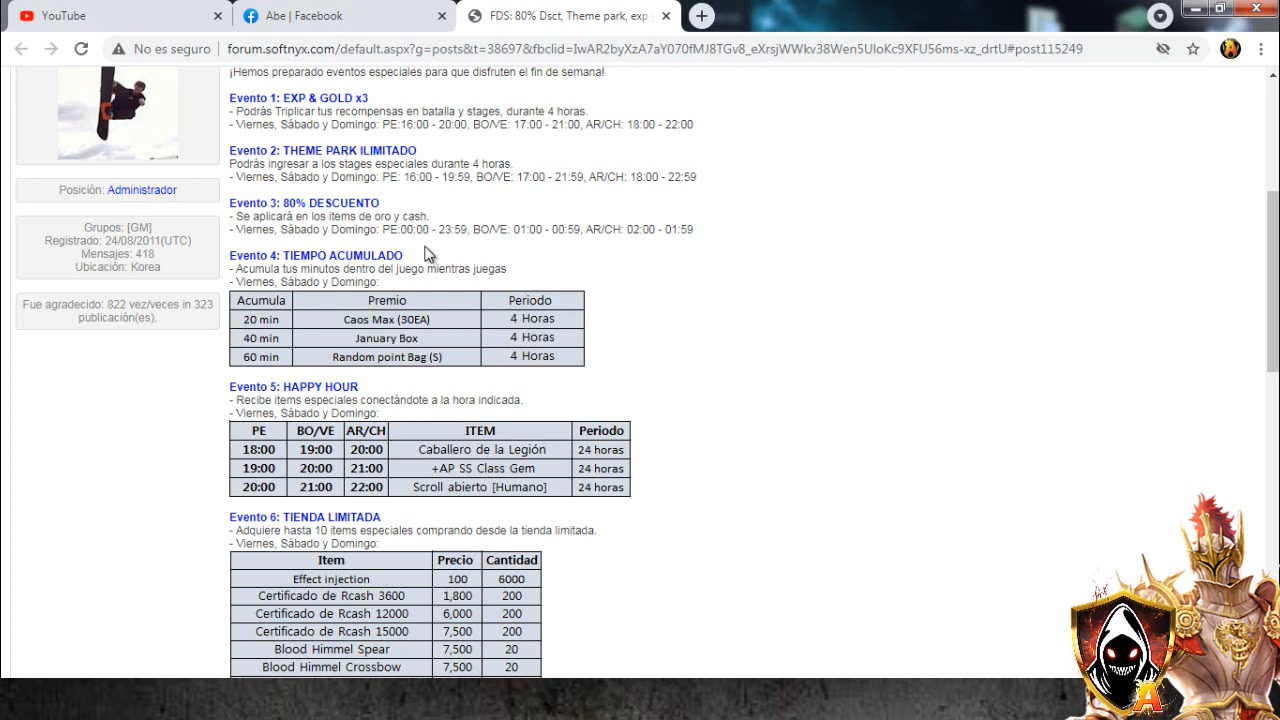 YouTube
Abe | Facebook
FDS: 80% Dsct, Theme park, exp
No es seguro
forum.softnyx.com/default.aspx?g=posts&t=38697&fbclid=IwAR2byXzA7aY070fMJ8TGv8_eXrsjWWkv38Wen5UloKc9XFU56ms-xz_drtU#post115249
¡Hemos preparado eventos especiales para que disfruten el fin de semana!
Posición: Administrador
Grupos: [GM]
Registrado: 24/08/2011(UTC)
Mensajes: 418
Ubicación: Korea
Fue agradecido: 822 vez/veces in 323
publicación(es).
Evento 1: EXP & GOLD x3
- Podrás Triplicar tus recompensas en batalla y stages, durante 4 horas.
- Viernes, Sábado y Domingo: PE:16:00 - 20:00, BO/VE: 17:00 - 21:00, AR/CH: 18:00 - 22:00
Evento 2: THEME PARK ILIMITADO
Podrás ingresar a los stages especiales durante 4 horas.
- Viernes, Sábado y Domingo: PE: 16:00 - 19:59, BO/VE: 17:00 - 21:59, AR/CH: 18:00 - 22:59
Evento 3: 80% DESCUENTO
- Se aplicará en los ítems de oro y cash.
- Viernes, Sábado y Domingo: PE:00:00 - 23:59, BO/VE: 01:00 - 00:59, AR/CH: 02:00 - 01:59
Evento 4: TIEMPO ACUMULADO
- Acumula tus minutos dentro del juego mientras juegas
- Viernes, Sábado y Domingo:
Acumula Premio Periodo
20 min Caos Max (30EA) 4 Horas
40 min January Box 4 Horas
60 min Random point Bag (S) 4 Horas
Evento 5: HAPPY HOUR
- Recibe items especiales conectándote a la hora indicada.
- Viernes, Sábado y Domingo:
PE BO/VE AR/CH ITEM Periodo
18:00 19:00 20:00 Caballero de la Legión 24 horas
19:00 20:00 21:00 +AP SS Class Gem 24 horas
20:00 21:00 22:00 Scroll abierto [Humano] 24 horas
Evento 6: TIENDA LIMITADA
- Adquiere hasta 10 items especiales comprando desde la tienda limitada.
- Viernes, Sábado y Domingo:
Item Precio Cantidad
Effect injection 100 6000
Certificado de Rcash 3600 1,800 200
Certificado de Rcash 12000 6,000 200
Certificado de Rcash 15000 7,500 200
Blood Himmel Spear 7,500 20
Blood Himmel Crossbow 7,500 20
A